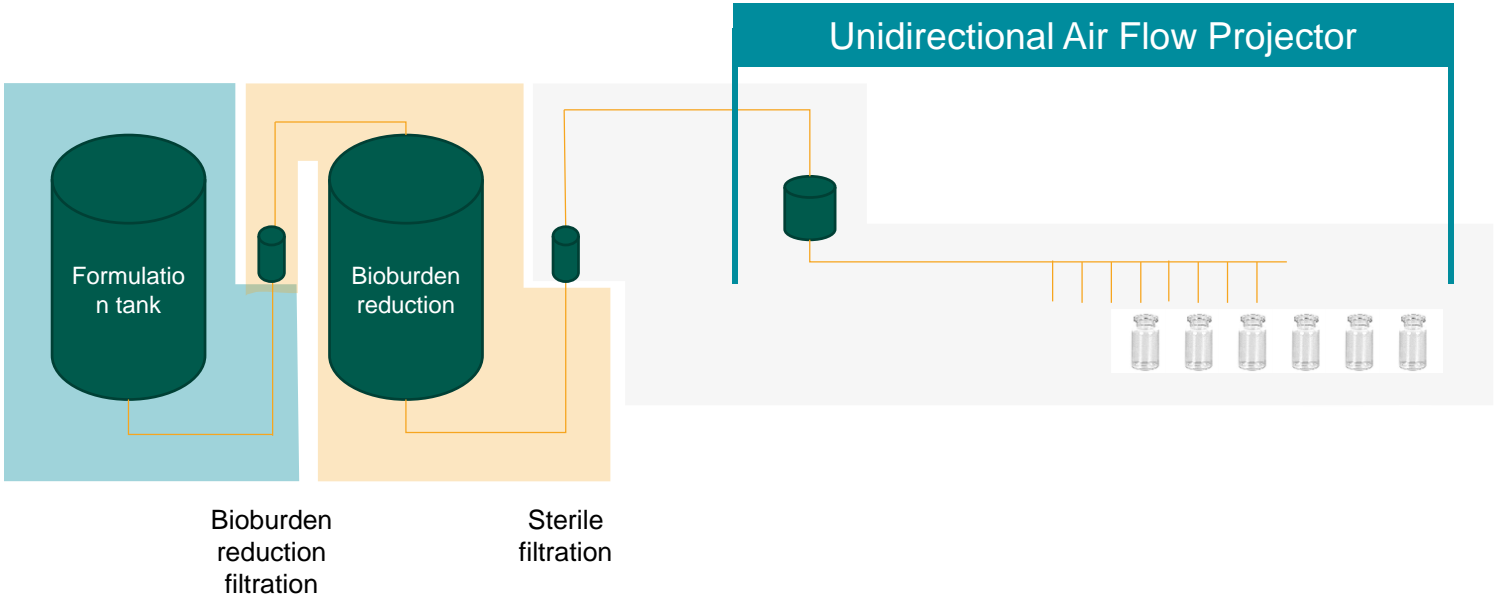 Unidirectional Air Flow Projector
Formulatio
n tank
Bioburden
reduction
Bioburden
reduction
filtration
Sterile
filtration